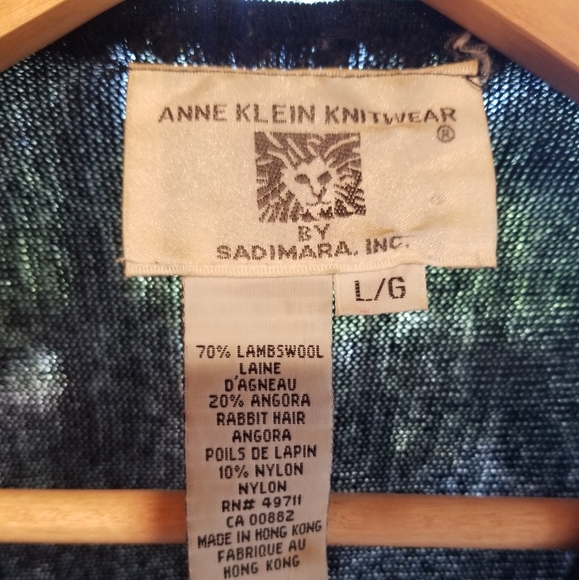 ANNE KLEIN KNITWEAR ®
BY
SADIMARA, INC.
L/G
70% LAMBSWOOL
LAINE
D'AGNEAU
20% ANGORA
RABBIT HAIR
ANGORA
POILS DE LAPIN
10% NYLON
NYLON
RN# 49711
CA 00882
MADE IN HONG KONG
FABRIQUE AU
HONG KONG